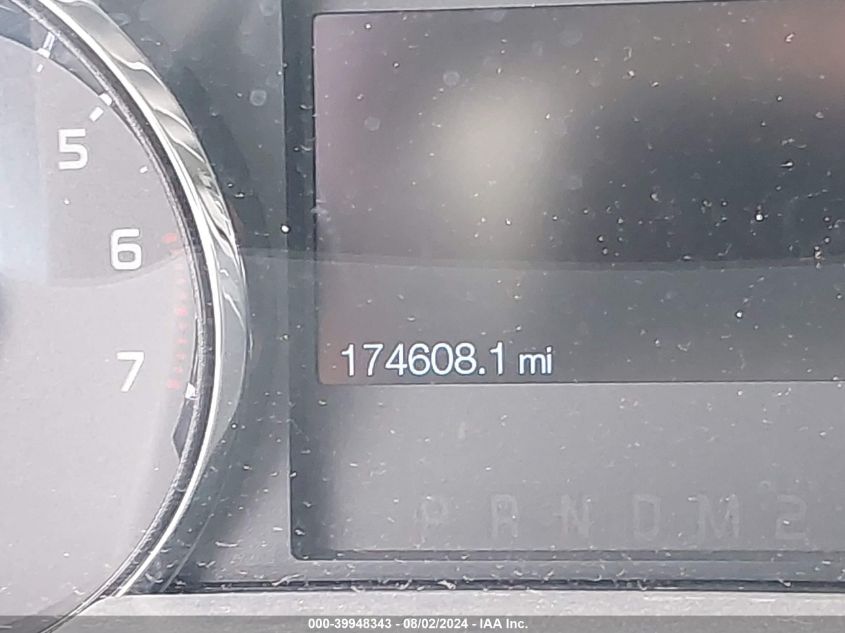 5
6
7
174608.1 mi
P R N D M 2
000-39948343 - 08/02/2024 - IAA Inc.